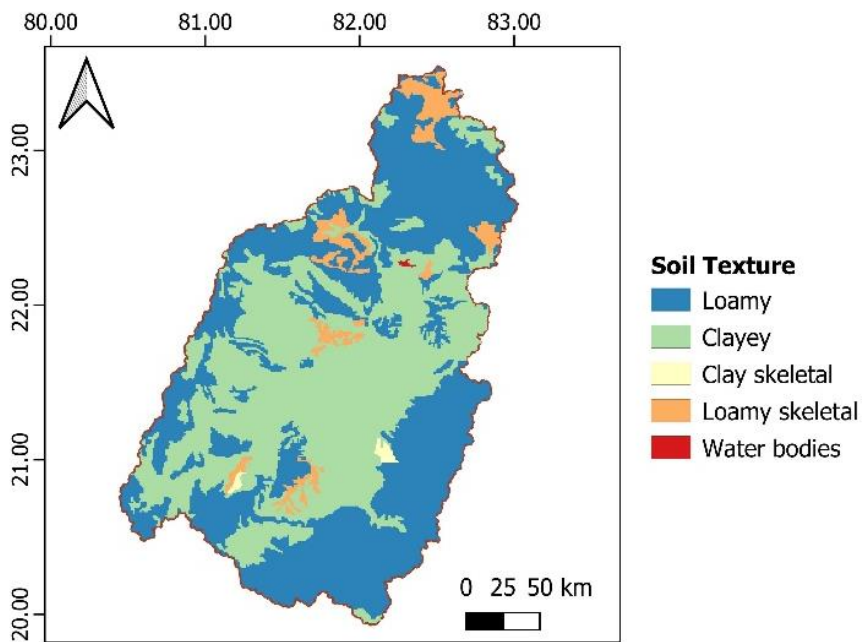 80.00 81.00 82.00 83.00
23.00
22.00
21.00
20.00
Soil Texture
Loamy
Clayey
Clay skeletal
Loamy skeletal
Water bodies
0 25 50 km